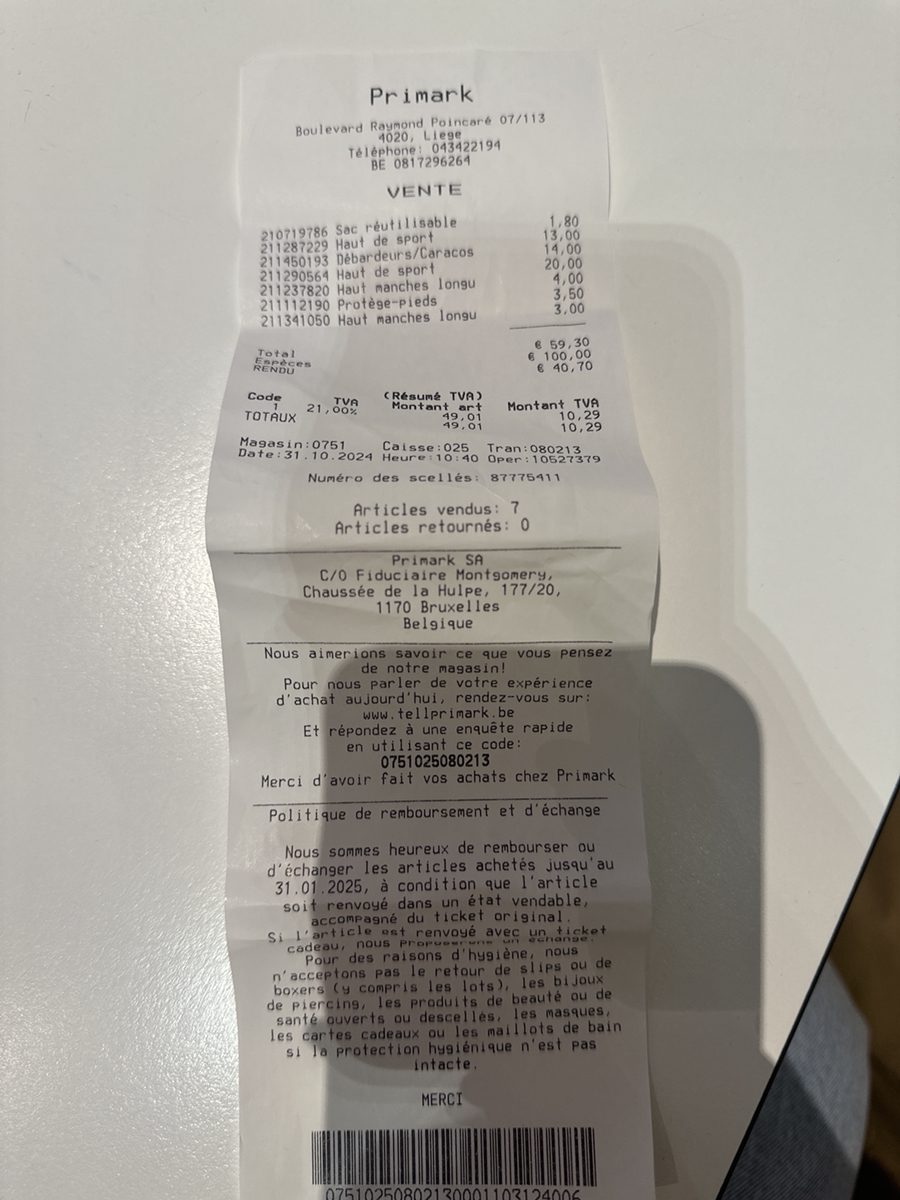 Primark
Boulevard Raymond Poincaré 07/113
4020, Liege
Téléphone: 043422194
BE 0817296264
VENTE
210719786 Sac réutilisable 1,80
211287229 Haut de sport 13,00
211450193 Débardeurs/Caracos 14,00
211290564 Haut de sport 20,00
211237820 Haut manches longu 4,00
211112190 Protège-pieds 3,50
211341050 Haut manches longu 3,00
Total € 59,30
Espèces € 100,00
RENDU € 40,70
(Résumé TVA)
Code TVA Montant art Montant TVA
1 21,00% 49,01 10,29
TOTAUX 49,01 10,29
Magasin:0751 Caisse:025 Tran:080213
Date:31.10.2024 Heure:10:40 Oper:10527379
Numéro des scellés: 87775411
Articles vendus: 7
Articles retournés: 0
Primark SA
C/O Fiduciaire Montgomery,
Chaussée de la Hulpe, 177/20,
1170 Bruxelles
Belgique
Nous aimerions savoir ce que vous pensez
de notre magasin!
Pour nous parler de votre expérience
d'achat aujourd'hui, rendez-vous sur:
www.tellprimark.be
Et répondez à une enquête rapide
en utilisant ce code:
0751025080213
Merci d'avoir fait vos achats chez Primark
Politique de remboursement et d'échange
Nous sommes heureux de rembourser ou
d'échanger les articles achetés jusqu'au
31.01.2025, à condition que l'article
soit renvoyé dans un état vendable,
accompagné du ticket original.
Si l'article est renvoyé avec un ticket
cadeau, nous proposerons un échange.
Pour des raisons d'hygiène, nous
n'acceptons pas le retour de slips ou de
boxers (y compris les lots), les bijoux
de piercing, les produits de beauté ou de
santé ouverts ou descellés, les masques,
les cartes cadeaux ou les maillots de bain
si la protection hygiénique n'est pas
intacte.
MERCI
07510250802130001103124006